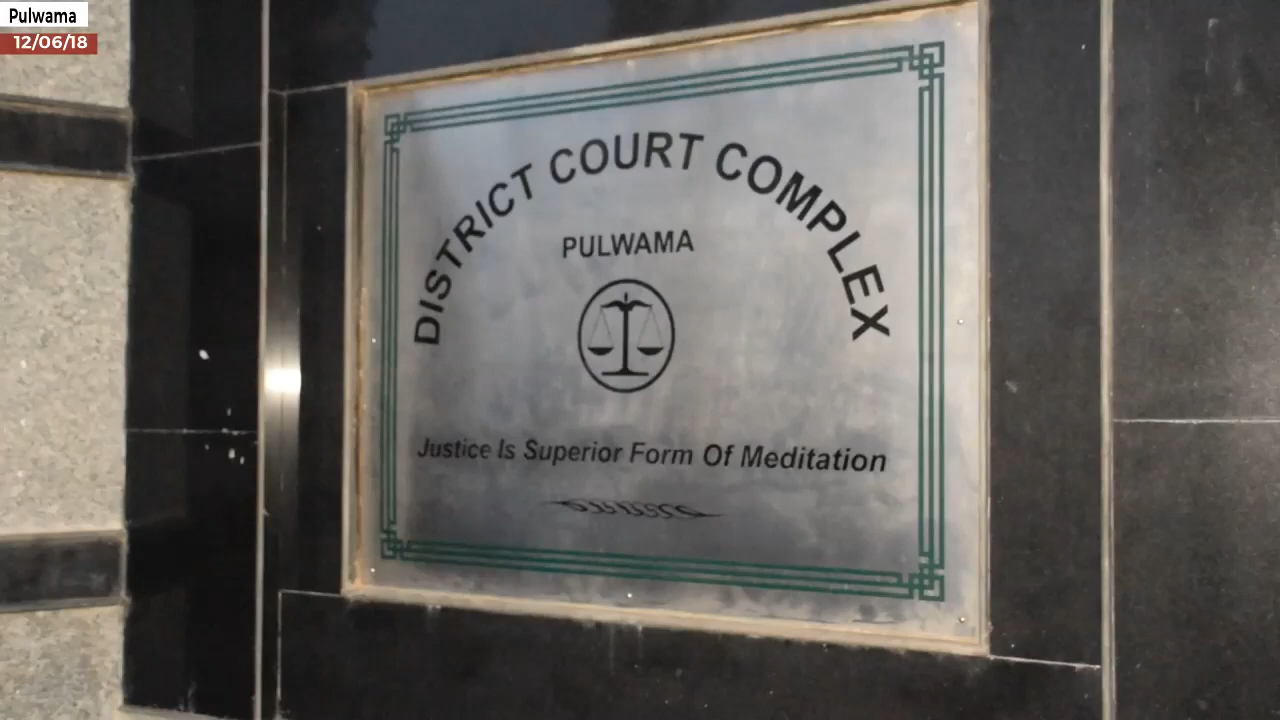 Pulwama
12/06/18
DISTRICT COURT COMPLEX
PULWAMA
Justice Is Superior Form Of Meditation